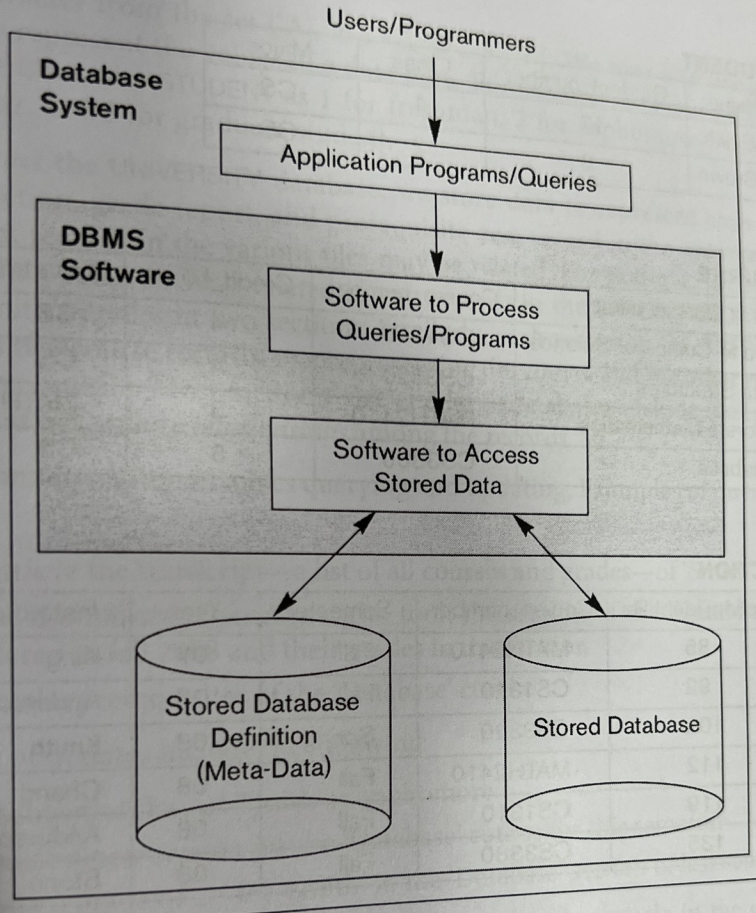 Users/Programmers
Database
System
Application Programs/Queries
DBMS
Software
Software to Process
Queries/Programs
Software to Access
Stored Data
Stored Database
Definition
(Meta-Data)
Stored Database